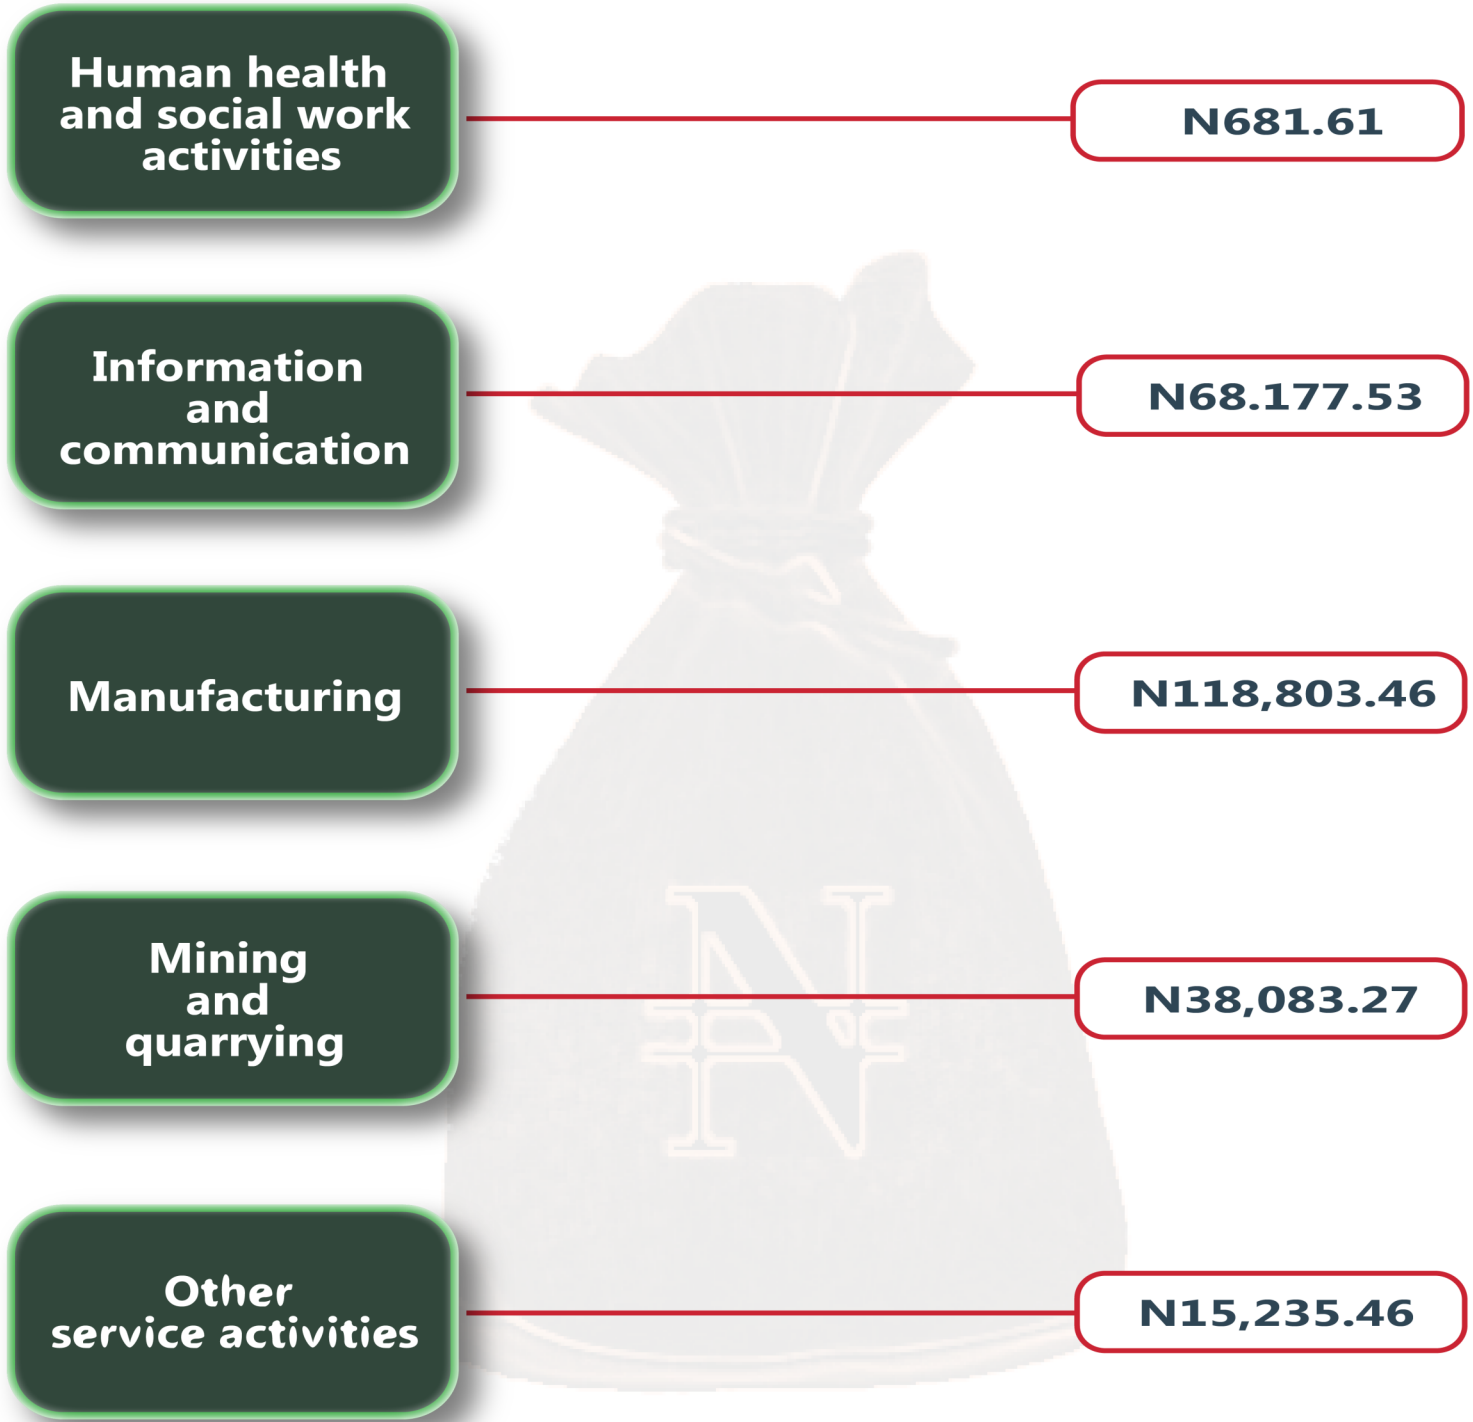 Human health
and social work
activities
N681.61
Information
and
communication
N68.177.53
Manufacturing
N118,803.46
Mining
and
quarrying
N38,083.27
Other
service activities
N15,235.46
₦